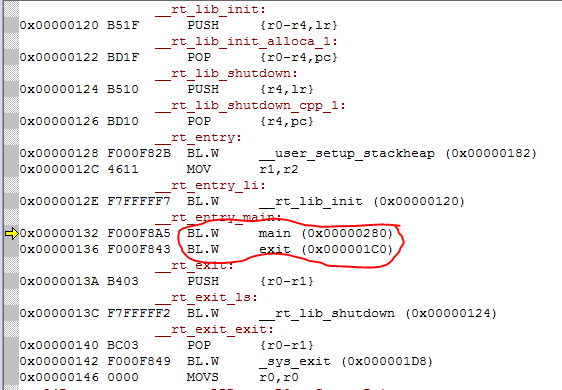 __rt_lib_init:
0x00000120 B51F PUSH {r0-r4,lr}
__rt_lib_init_alloca_1:
0x00000122 BD1F POP {r0-r4,pc}
__rt_lib_shutdown:
0x00000124 B510 PUSH {r4,lr}
__rt_lib_shutdown_cpp_1:
0x00000126 BD10 POP {r4,pc}
__rt_entry:
0x00000128 F000F82B BL.W __user_setup_stackheap (0x00000182)
0x0000012C 4611 MOV r1,r2
__rt_entry_li:
0x0000012E F7FFFFF7 BL.W __rt_lib_init (0x00000120)
__rt_entry_main:
0x00000132 F000F8A5 BL.W main (0x00000280)
0x00000136 F000F843 BL.W exit (0x000001C0)
__rt_exit:
0x0000013A B403 PUSH {r0-r1}
__rt_exit_ls:
0x0000013C F7FFFFF2 BL.W __rt_lib_shutdown (0x00000124)
__rt_exit_exit:
0x00000140 BC03 POP {r0-r1}
0x00000142 F000F849 BL.W _sys_exit (0x000001D8)
0x00000146 0000 MOVS r0,r0